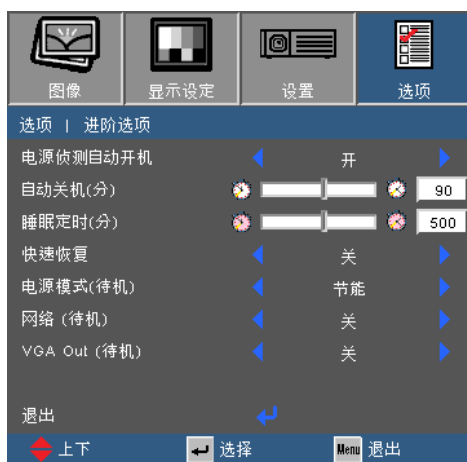 图像 显示设定 设置 选项
选项 | 进阶选项
电源侦测自动开机 开
自动关机(分) 90
睡眠定时(分) 500
快速恢复 关
电源模式(待机) 节能
网络 (待机) 关
VGA Out (待机) 关
退出
上下 选择 Menu 退出